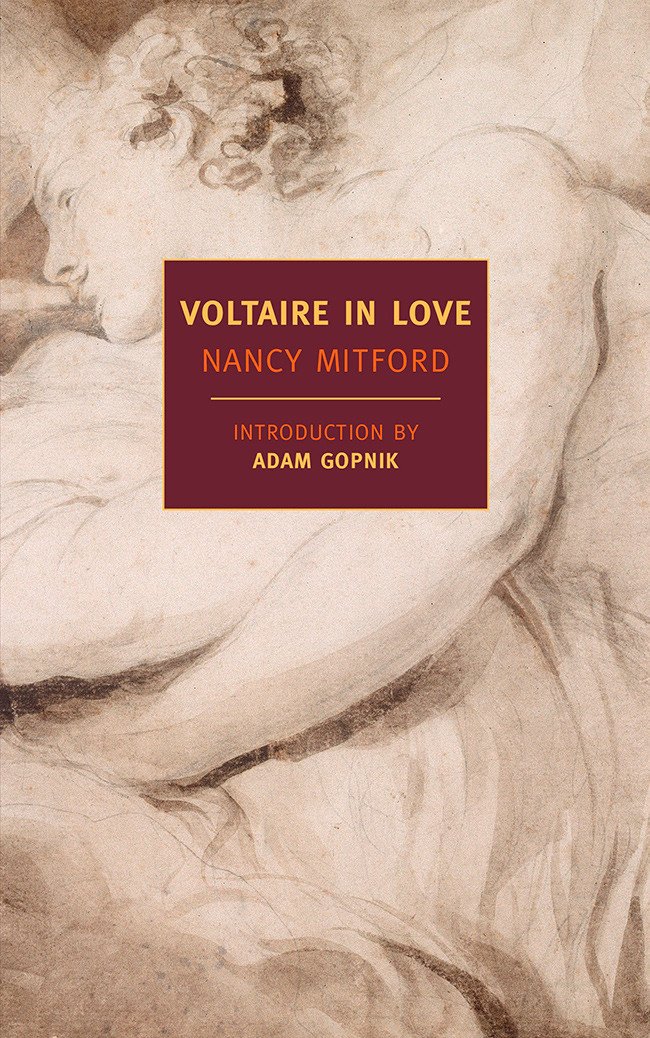 VOLTAIRE IN LOVE
NANCY MITFORD
INTRODUCTION BY
ADAM GOPNIK